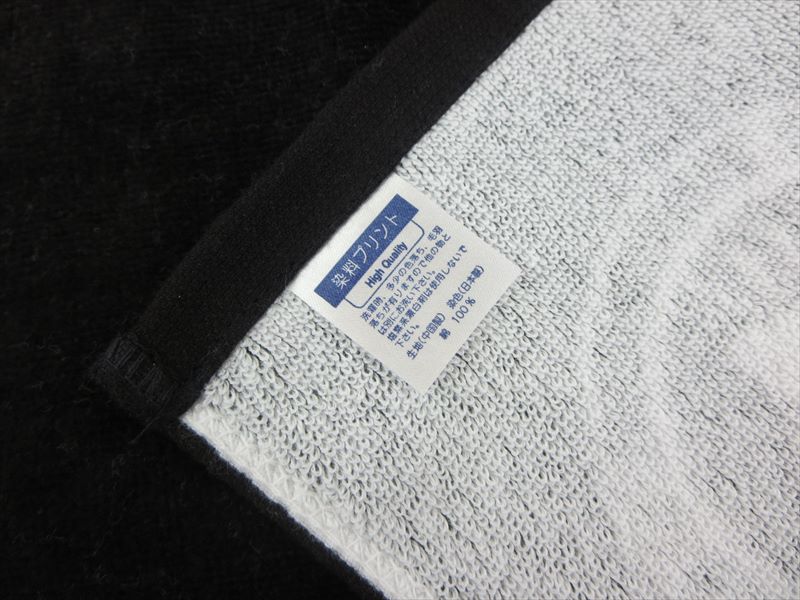 染料プリント
High Quality
洗濯時、多少の色落ち、毛羽
落ちが有りますので他の物と
は別にお洗い下さい。
塩素系漂白剤は使用しないで
下さい。
生地(中国製) 染色(日本製)
綿 100%